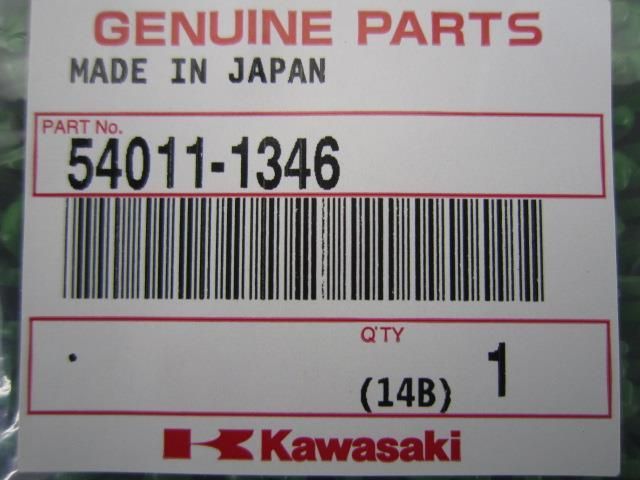 GENUINE PARTS
MADE IN JAPAN
PART No.
54011-1346
Q'TY
(14B) 1
Kawasaki